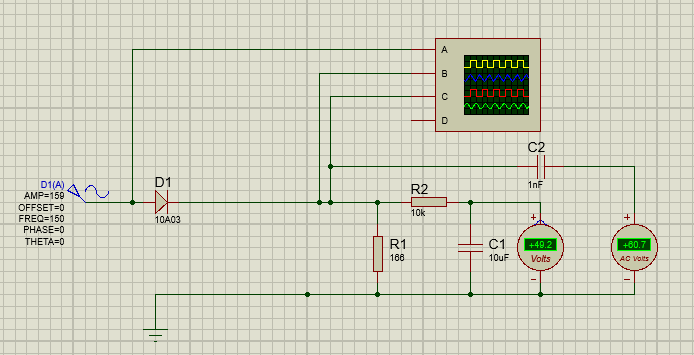 A
B
C
D
C2
1nF
D1(A)
AMP=159
OFFSET=0
FREQ=150
PHASE=0
THETA=0
D1
10A03
R2
10k
R1
166
C1
10uF
+
+49.2
Volts
−
+
+60.7
AC Volts
−